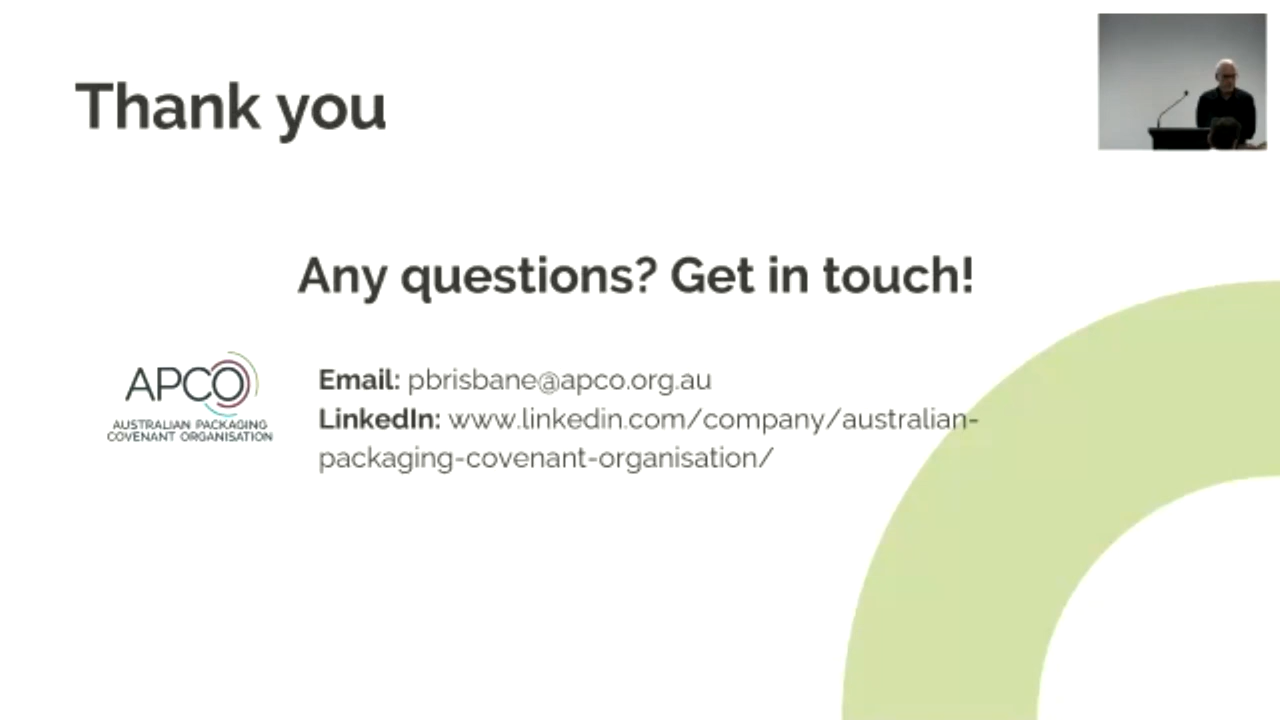 Thank you
Any questions? Get in touch!
APCO
AUSTRALIAN PACKAGING
COVENANT ORGANISATION
Email: pbrisbane@apco.org.au
LinkedIn: www.linkedin.com/company/australian-
packaging-covenant-organisation/